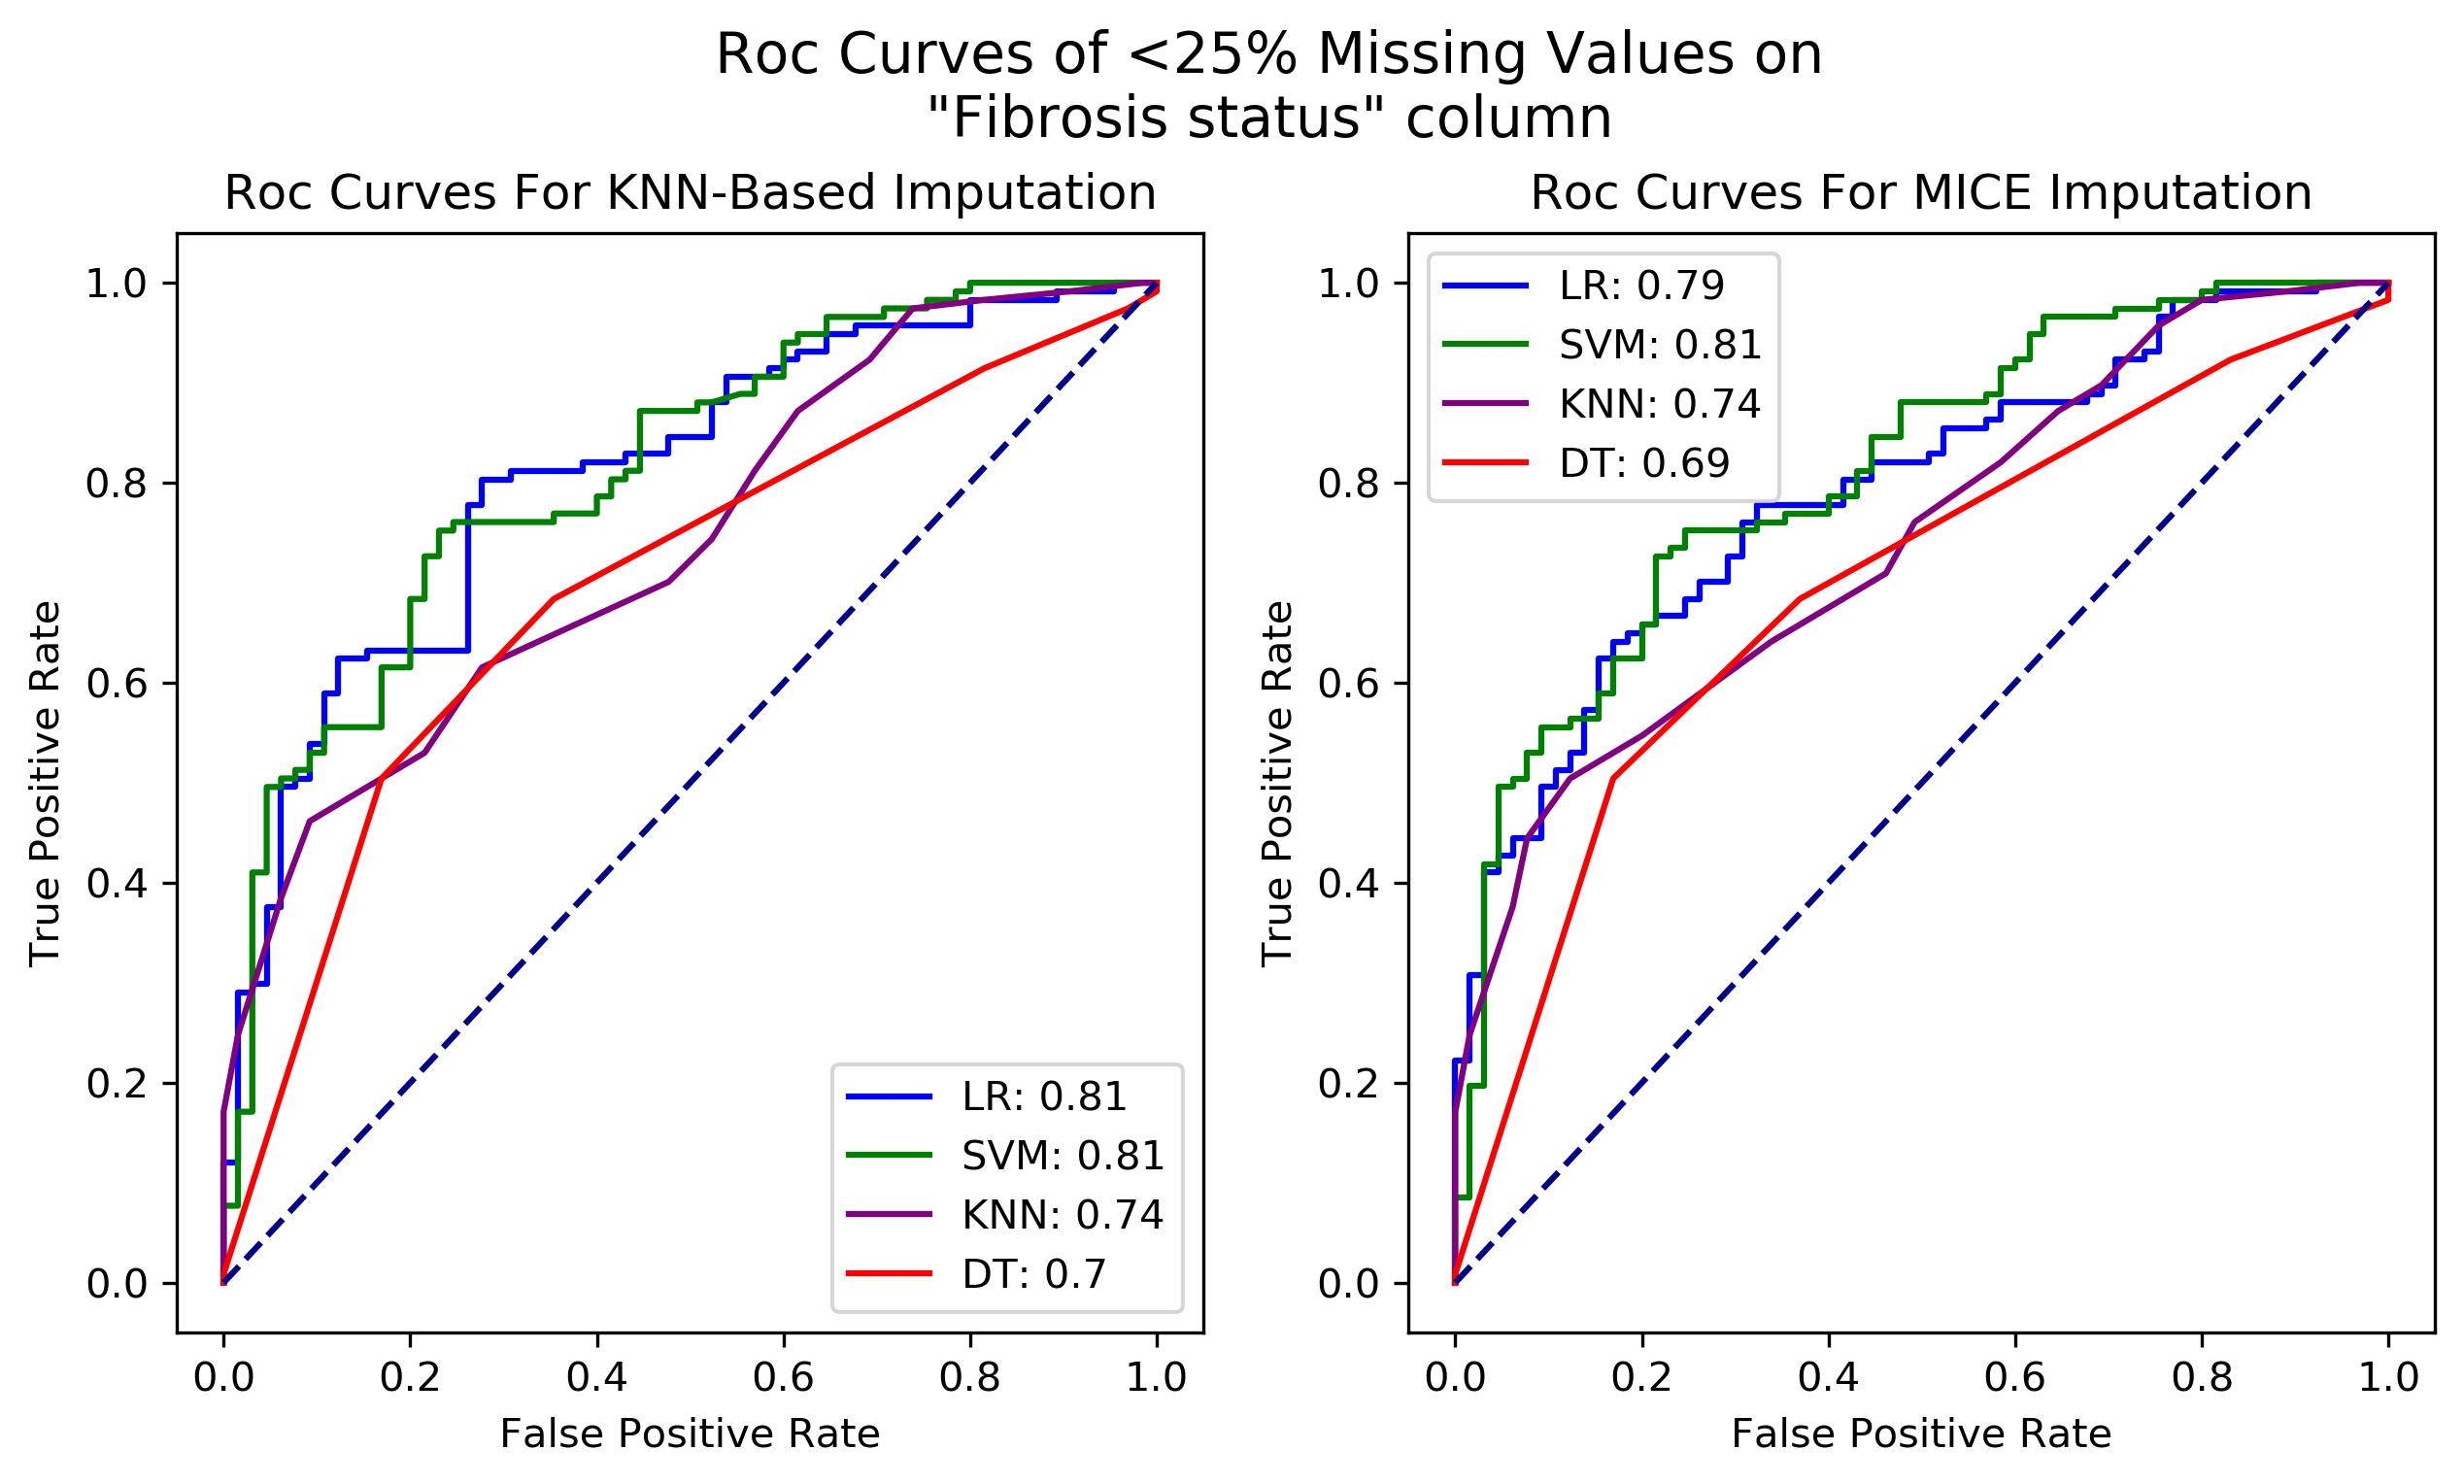 Roc Curves of <25% Missing Values on
"Fibrosis status" column
Roc Curves For KNN-Based Imputation
True Positive Rate
1.0
0.8
0.6
0.4
0.2
0.0
0.0 0.2 0.4 0.6 0.8 1.0
False Positive Rate
LR: 0.81
SVM: 0.81
KNN: 0.74
DT: 0.7
Roc Curves For MICE Imputation
True Positive Rate
1.0
0.8
0.6
0.4
0.2
0.0
0.0 0.2 0.4 0.6 0.8 1.0
False Positive Rate
LR: 0.79
SVM: 0.81
KNN: 0.74
DT: 0.69